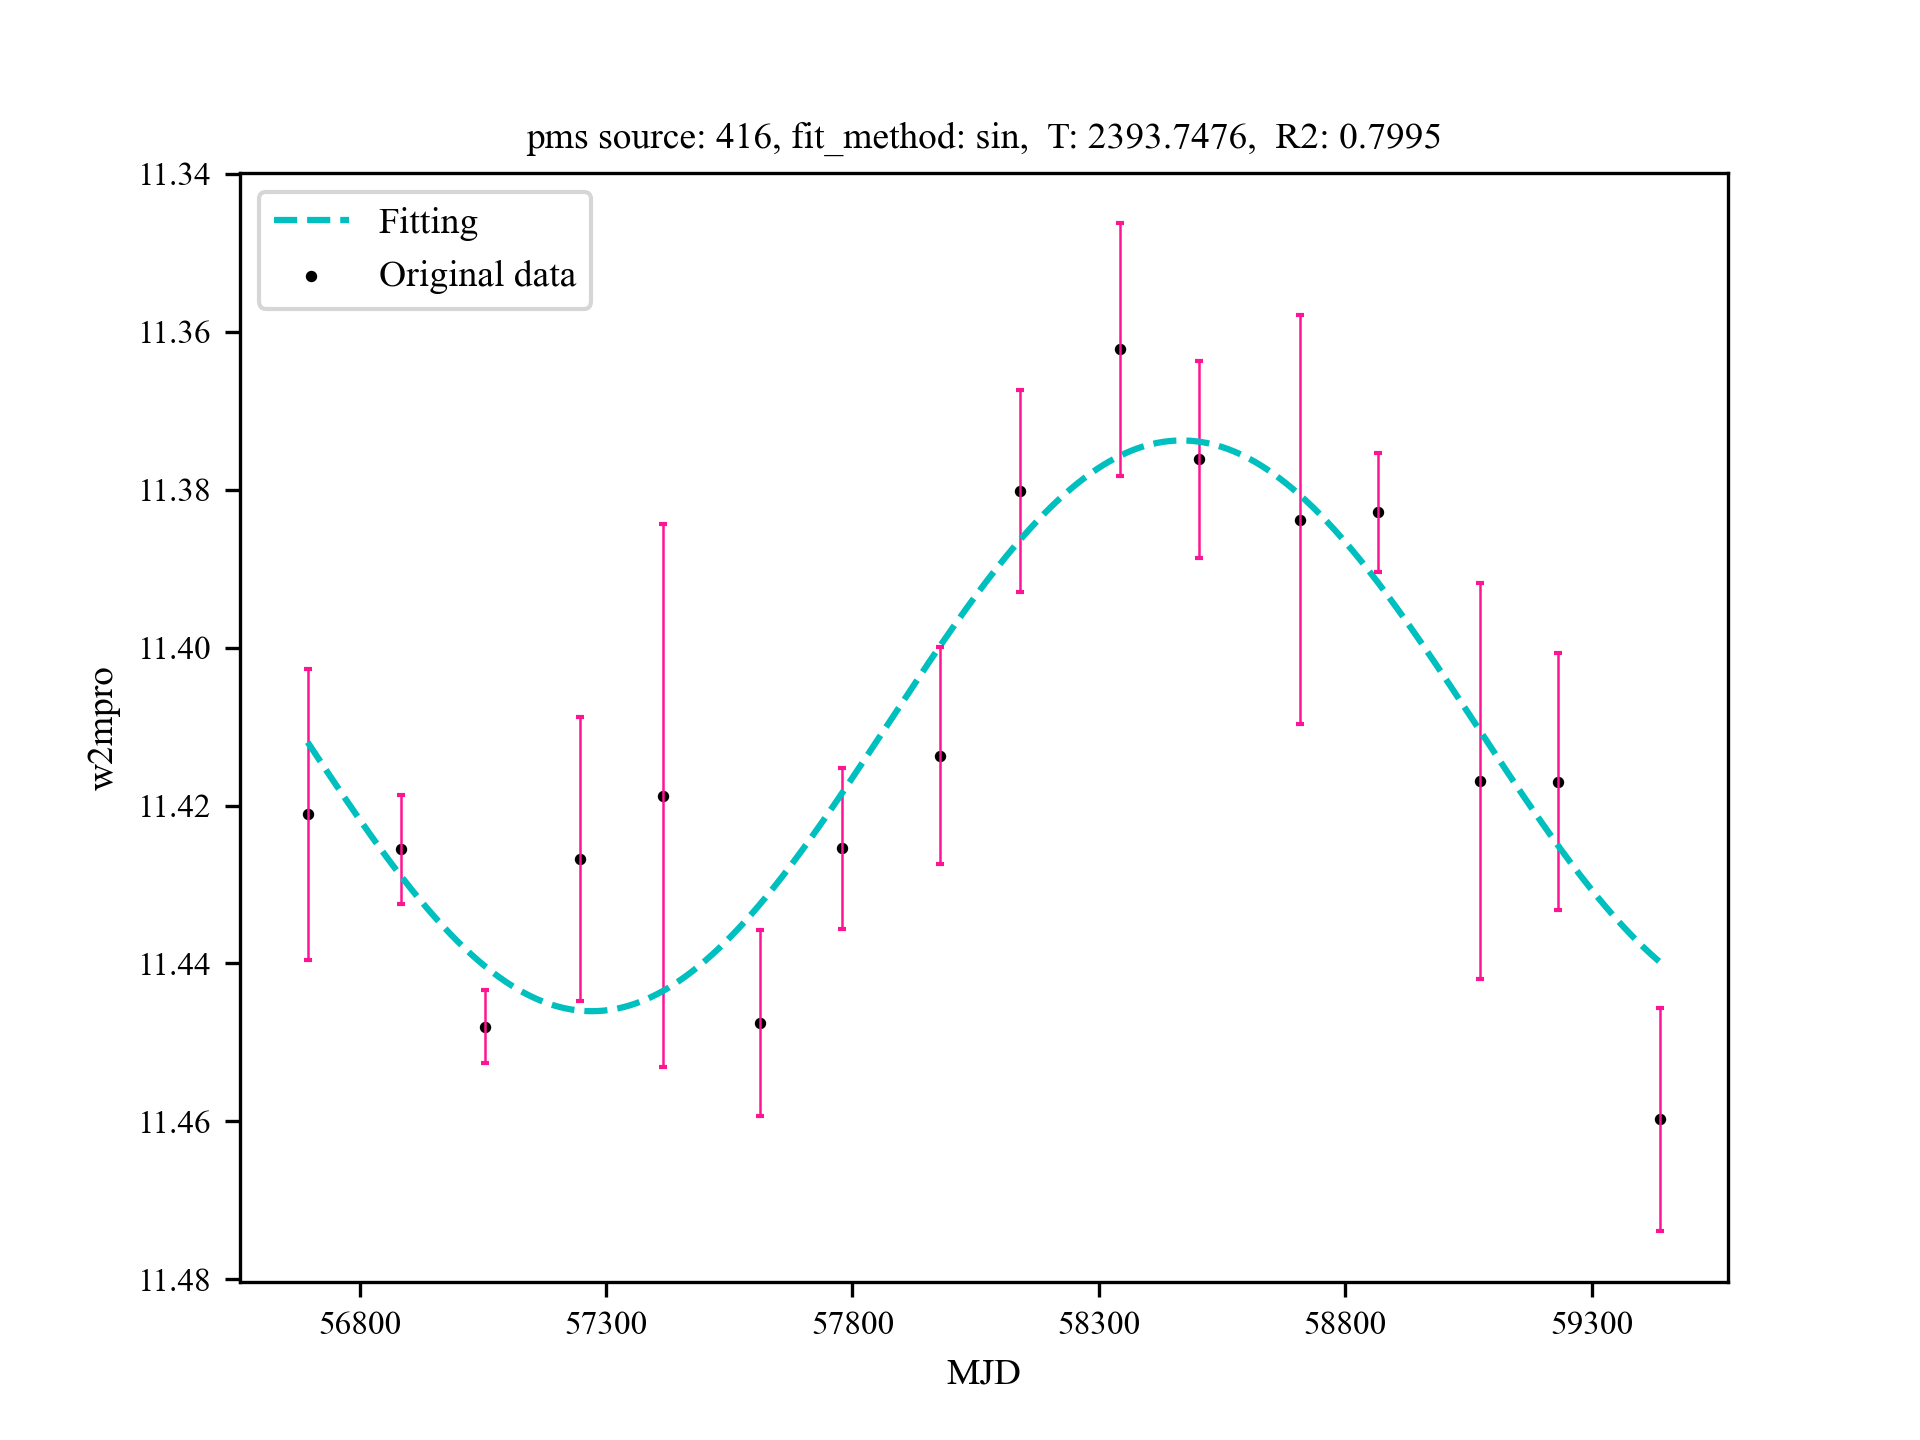 pms source: 416, fit_method: sin,  T: 2393.7476,  R2: 0.7995
Fitting
Original data
11.34
11.36
11.38
11.40
11.42
11.44
11.46
11.48
w2mpro
56800
57300
57800
58300
58800
59300
MJD